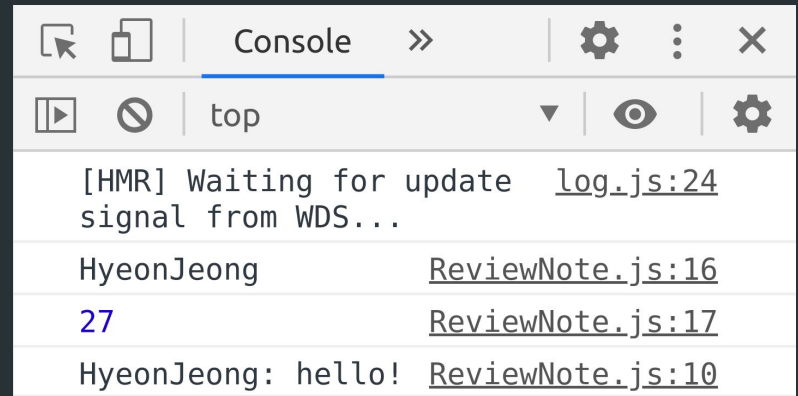 Console
top
[HMR] Waiting for update log.js:24
signal from WDS...
HyeonJeong ReviewNote.js:16
27 ReviewNote.js:17
HyeonJeong: hello! ReviewNote.js:10